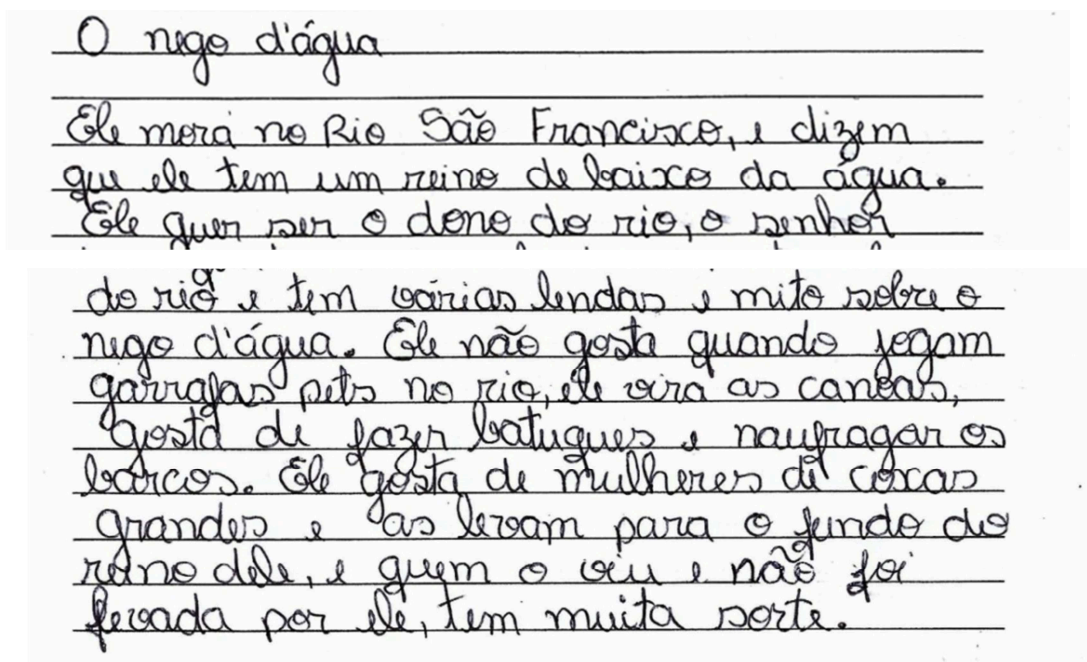 O nego d'água
Ele mora no Rio São Francisco, e dizem
que ele tem um reino de baixo da água.
Ele quer ser o dono do rio, o senhor
do rio e tem várias lendas e mito sobre o
nego d'água. Ele não gosta quando jogam
garrafas pets no rio, ele vira as canoas,
gosta de fazer batuques e naufragar os
barcos. Ele gosta de mulheres de coxas
grandes e as levam para o fundo do
reino dele, e quem o viu e não foi
levada por ele, tem muita sorte.